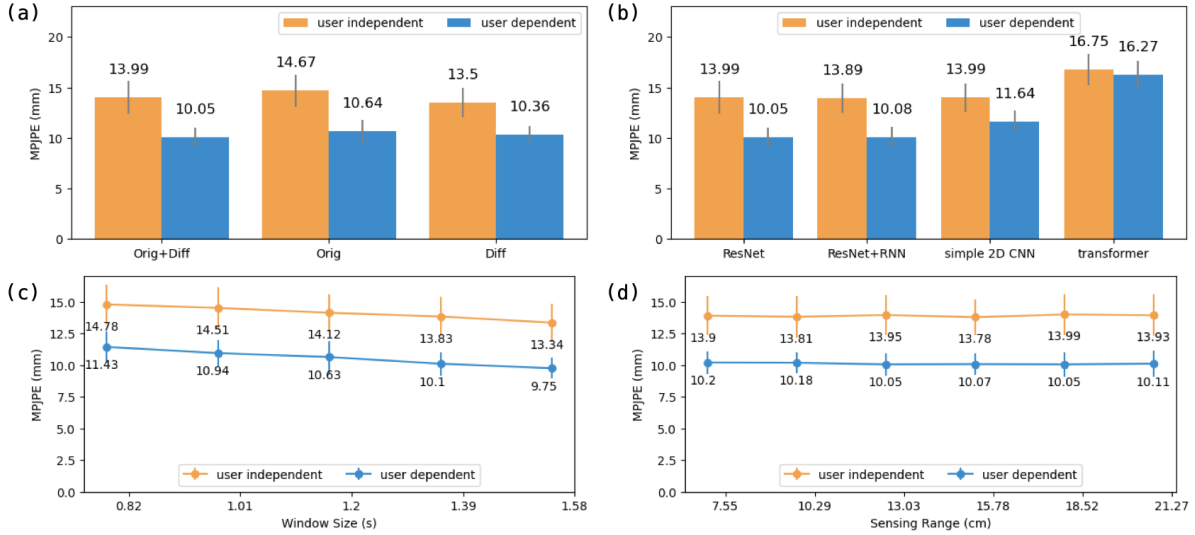 (a)
user independent
user dependent
20
15
10
5
0
MPJPE (mm)
13.99
10.05
14.67
10.64
13.5
10.36
Orig+Diff
Orig
Diff
(b)
user independent
user dependent
20
15
10
5
0
MPJPE (mm)
13.99
10.05
13.89
10.08
13.99
11.64
16.75
16.27
ResNet
ResNet+RNN
simple 2D CNN
transformer
(c)
15.0
12.5
10.0
7.5
5.0
2.5
0.0
MPJPE (mm)
14.78
14.51
14.12
13.83
13.34
11.43
10.94
10.63
10.1
9.75
user independent
user dependent
0.82
1.01
1.2
1.39
1.58
Window Size (s)
(d)
15.0
12.5
10.0
7.5
5.0
2.5
0.0
MPJPE (mm)
13.9
13.81
13.95
13.78
13.99
13.93
10.2
10.18
10.05
10.07
10.05
10.11
user independent
user dependent
7.55
10.29
13.03
15.78
18.52
21.27
Sensing Range (cm)